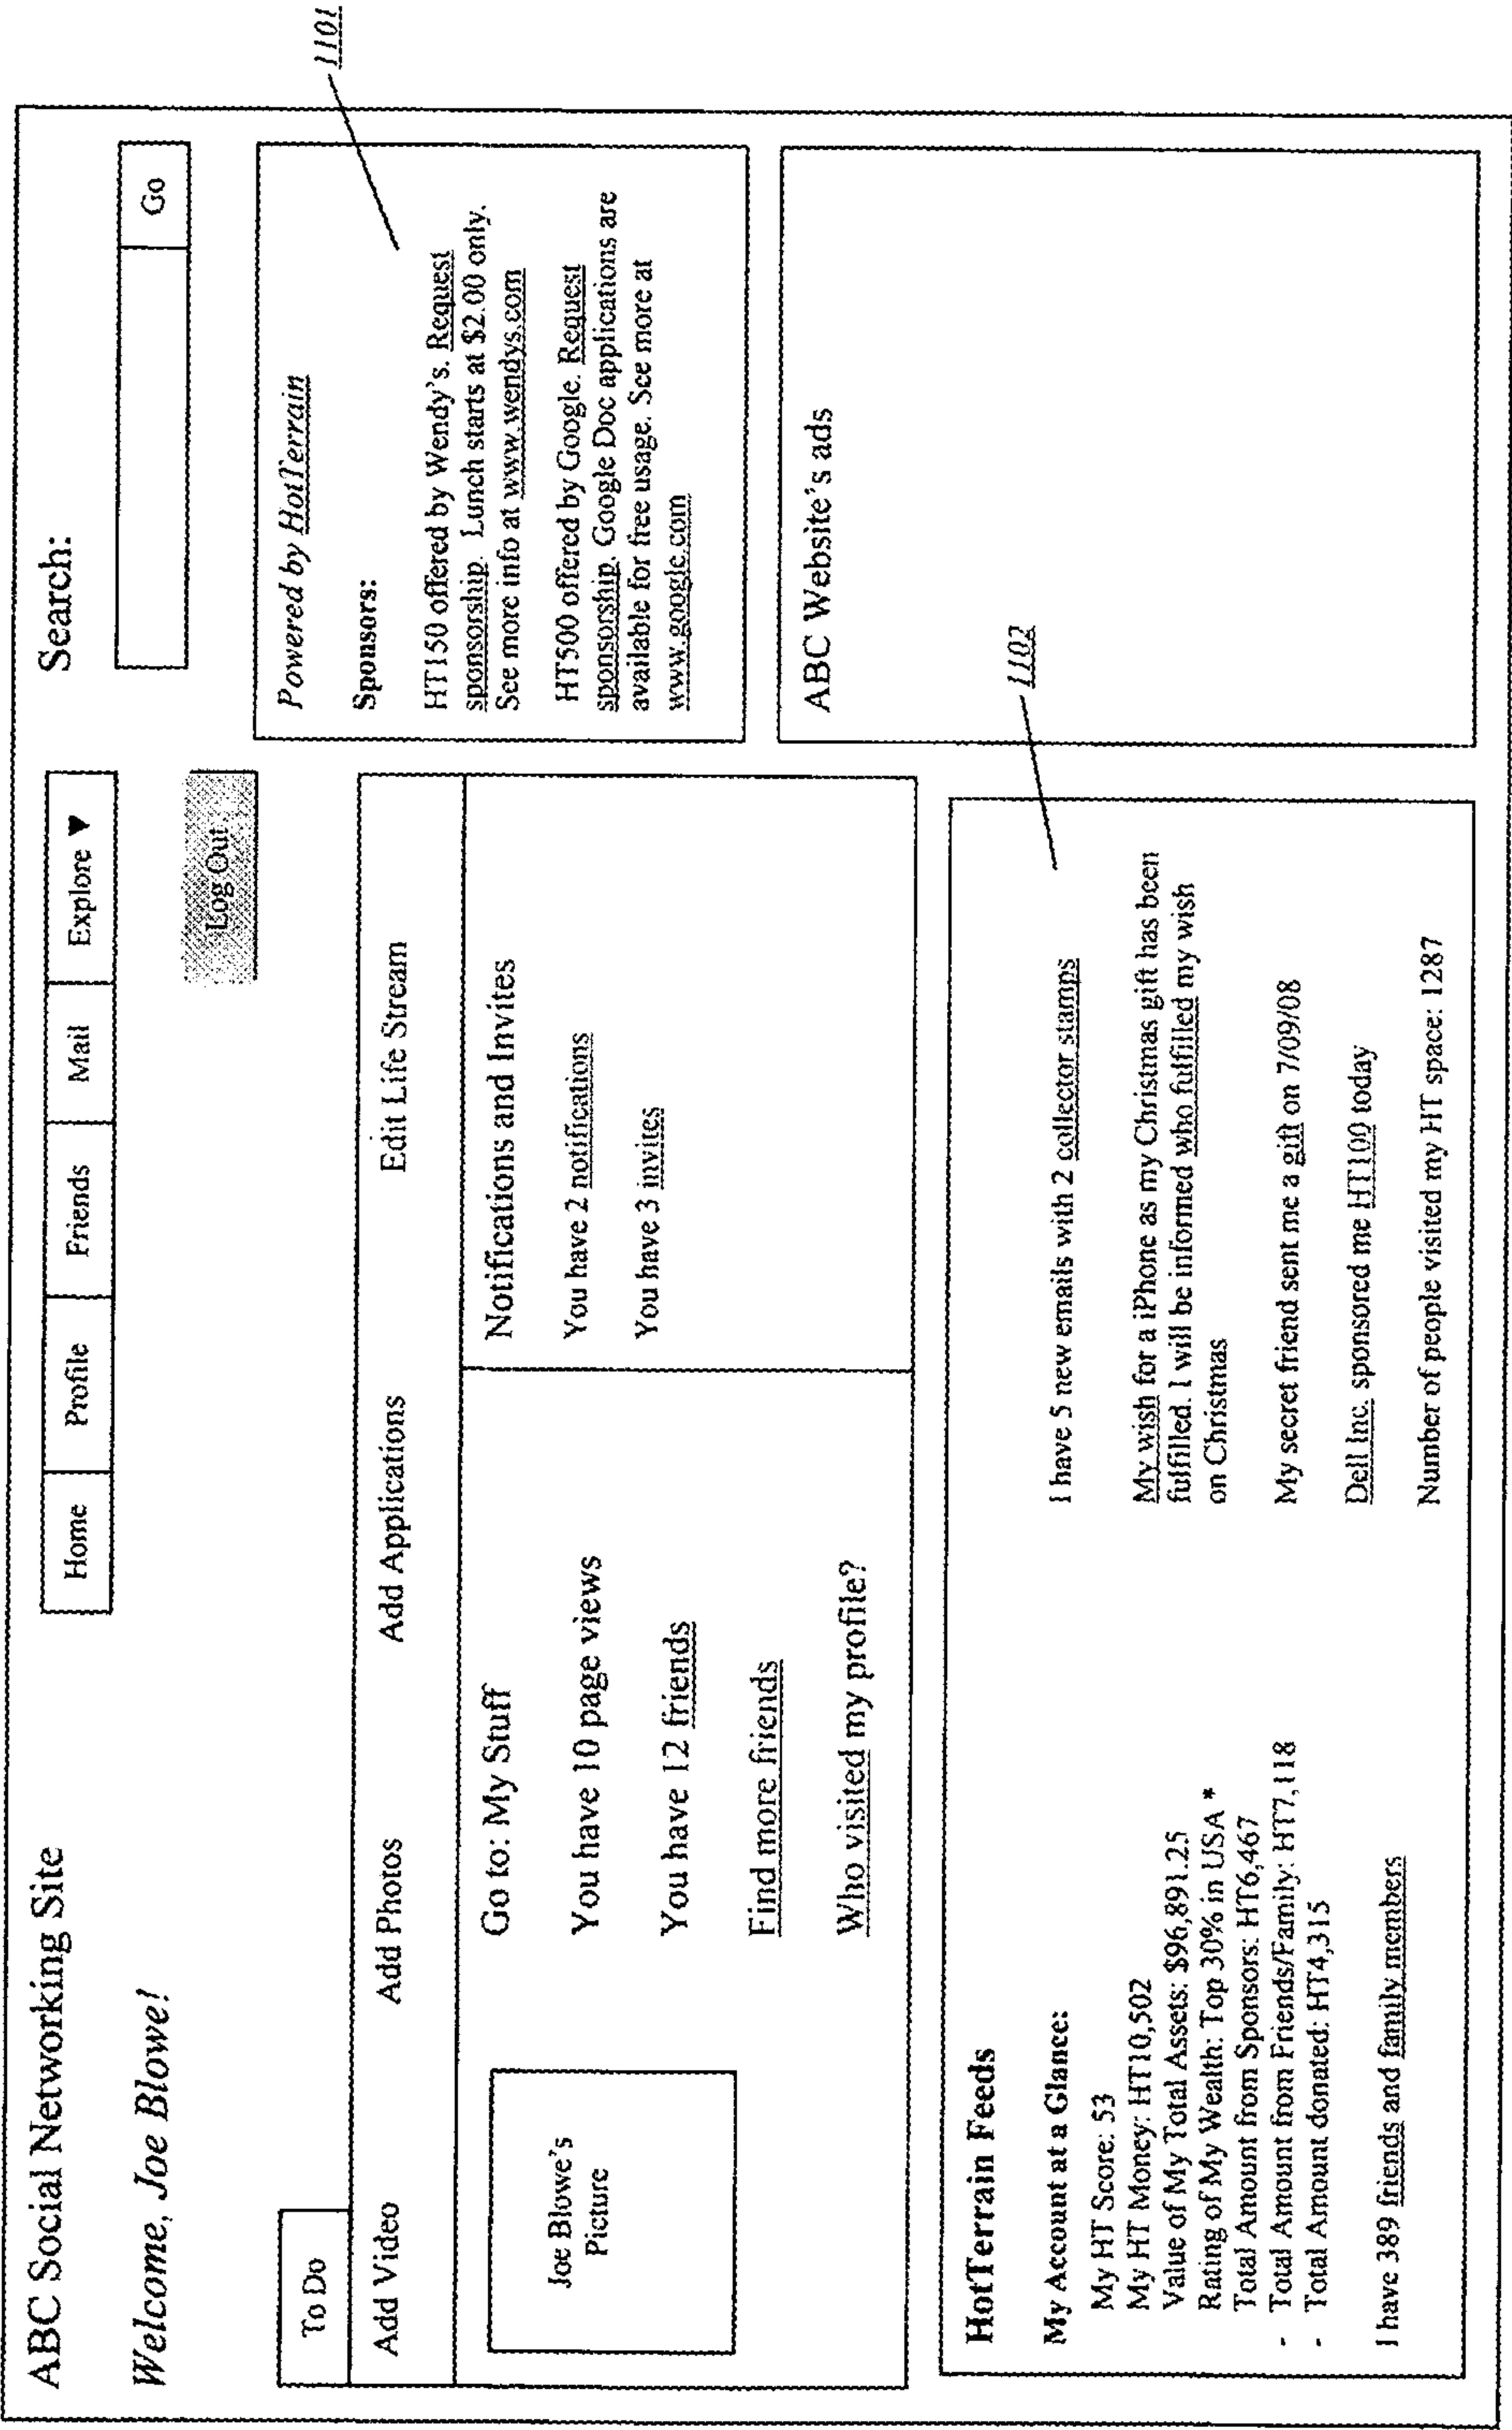 ABC Social Networking Site
Home
Profile
Friends
Mail
Explore ▼
Search:
Go
Welcome, Joe Blowe!
Log Out
To Do
Add Video
Add Photos
Add Applications
Edit Life Stream
Joe Blowe's
Picture
Go to: My Stuff
You have 10 page views
You have 12 friends
Find more friends
Who visited my profile?
Notifications and Invites
You have 2 notifications
You have 3 invites
Powered by HotTerrain
Sponsors:
HT150 offered by Wendy's. Request
sponsorship. Lunch starts at $2.00 only.
See more info at www.wendys.com
HT500 offered by Google. Request
sponsorship. Google Doc applications are
available for free usage. See more at
www.google.com
1101
ABC Website's ads
HotTerrain Feeds
My Account at a Glance:
My HT Score: 53
My HT Money: HT10,502
Value of My Total Assets: $96,891.25
Rating of My Wealth: Top 30% in USA *
Total Amount from Sponsors: HT6,467
- Total Amount from Friends/Family: HT7,118
- Total Amount donated: HT4,315
I have 389 friends and family members
1102
I have 5 new emails with 2 collector stamps
My wish for a iPhone as my Christmas gift has been
fulfilled. I will be informed who fulfilled my wish
on Christmas
My secret friend sent me a gift on 7/09/08
Dell Inc. sponsored me HT100 today
Number of people visited my HT space: 1287